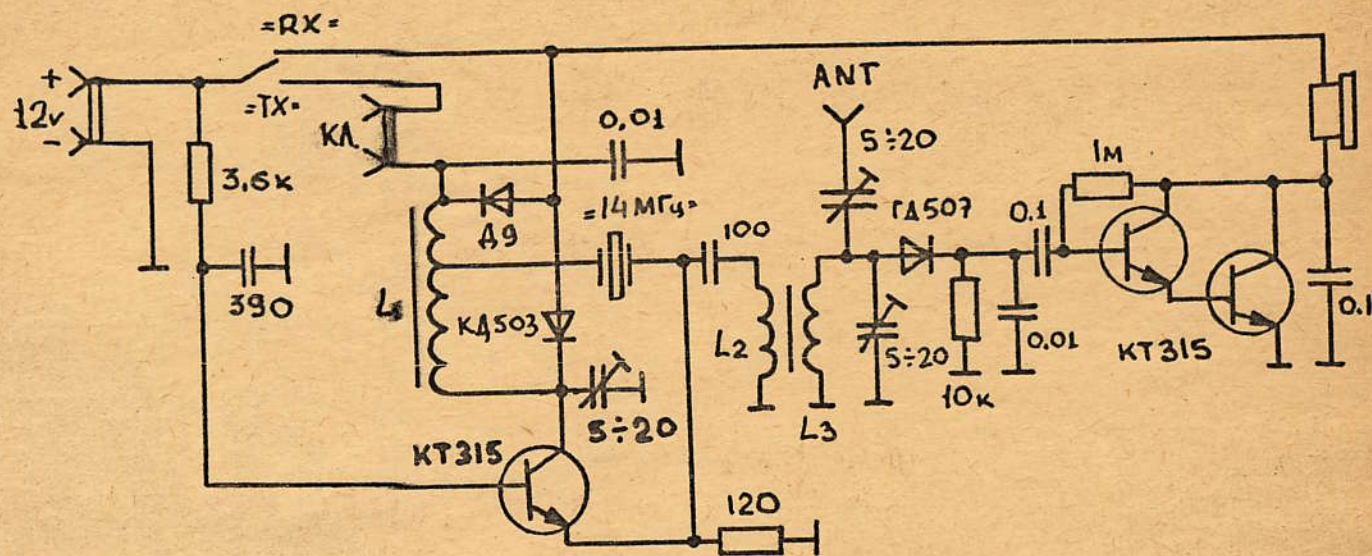 =RX=
+
12v
-
=TX=
КЛ.
3,6к
390
0,01
Д9
=14МГц=
L1
КД503
5÷20
КТ315
120
100
ANT
5÷20
ГД507
L2
L3
5÷20
10к
0.01
0.1
1м
КТ315
0.1